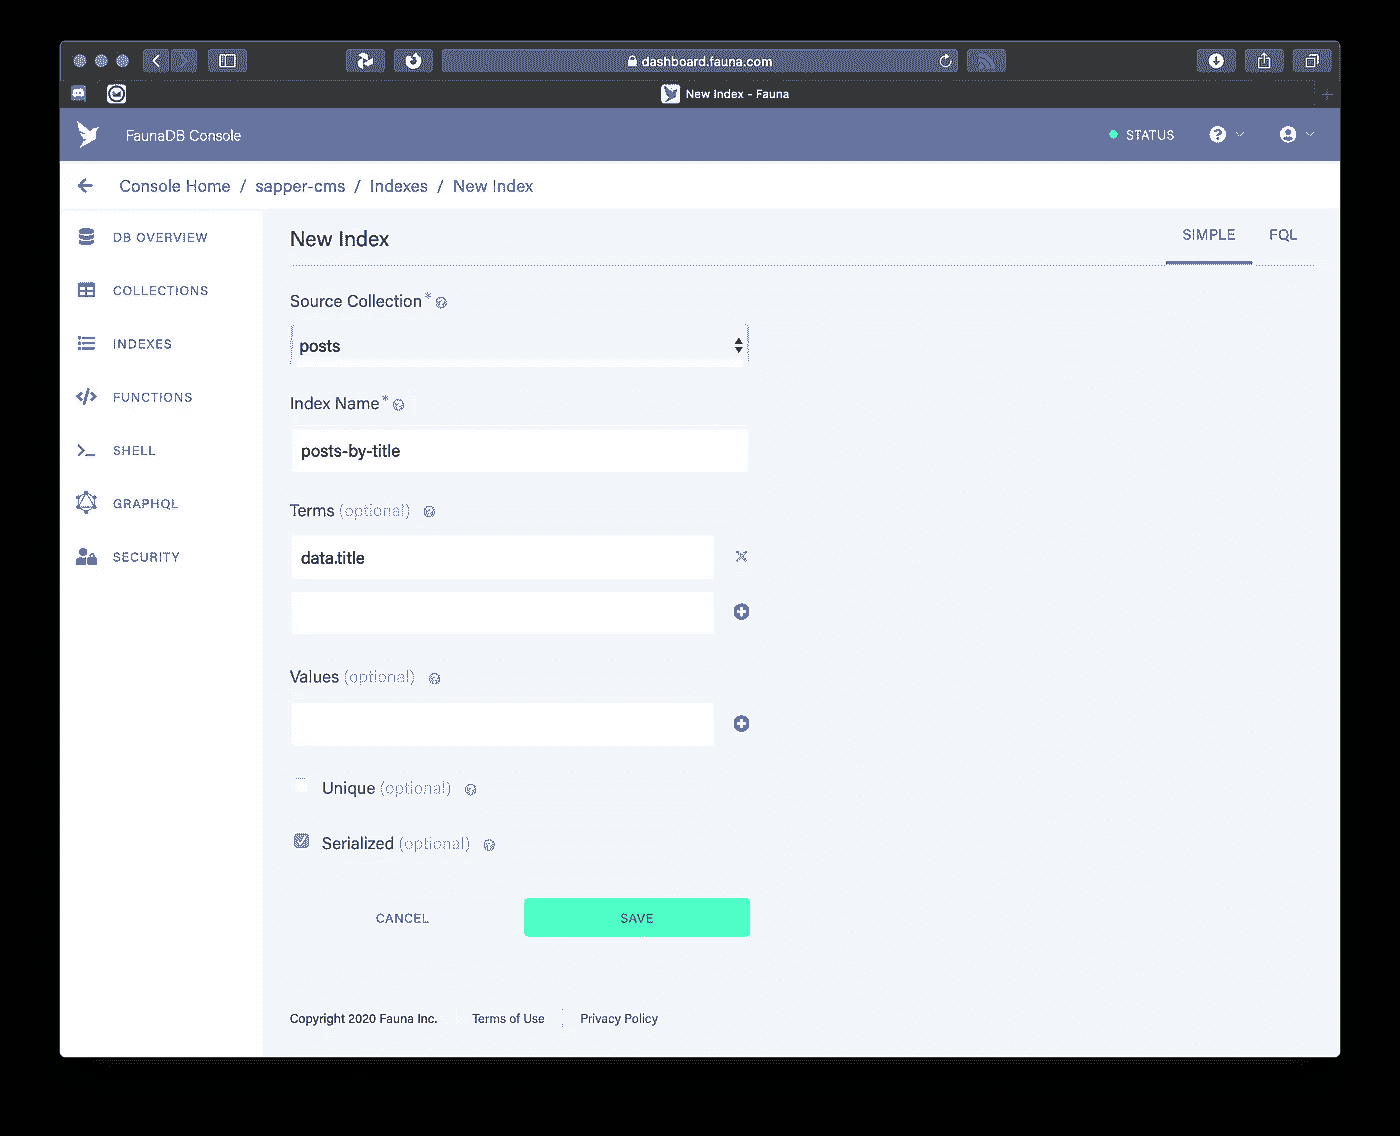 dashboard.fauna.com
New Index - Fauna
FaunaDB Console
STATUS
Console Home / sapper-cms / Indexes / New Index
DB OVERVIEW
COLLECTIONS
INDEXES
FUNCTIONS
SHELL
GRAPHQL
SECURITY
New Index
SIMPLE FQL
Source Collection *
posts
Index Name *
posts-by-title
Terms (optional)
data.title
Values (optional)
Unique (optional)
Serialized (optional)
CANCEL SAVE
Copyright 2020 Fauna Inc. Terms of Use Privacy Policy